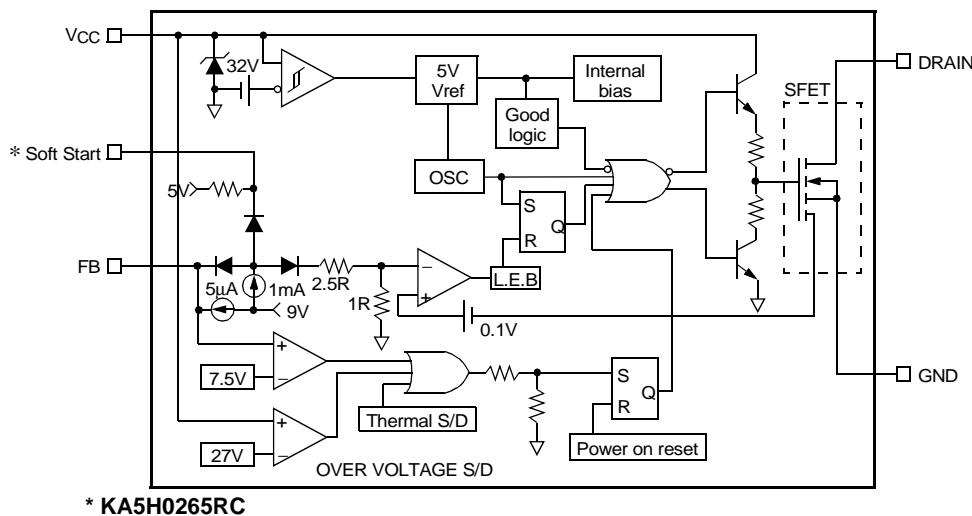 VCC
DRAIN
32V
5V
Vref
Internal
bias
SFET
Good
logic
* Soft Start
5V
OSC
S
R
Q
FB
5µA
1mA
9V
2.5R
1R
−
+
L.E.B
0.1V
+
−
7.5V
S
R
Q
GND
Thermal S/D
+
−
27V
Power on reset
OVER VOLTAGE S/D
* KA5H0265RC